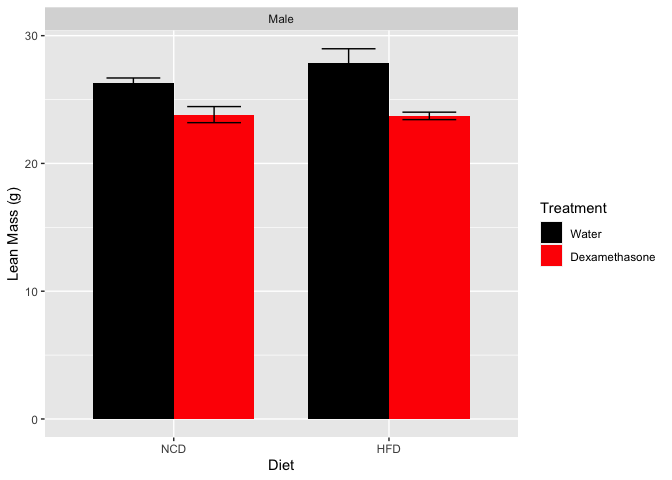 Male
30
20
10
0
Lean Mass (g)
NCD
HFD
Diet
Treatment
Water
Dexamethasone